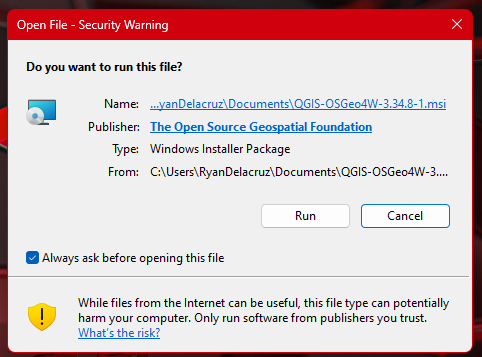 Open File - Security Warning
Do you want to run this file?
Name: ...yanDelacruz\Documents\QGIS-OSGeo4W-3.34.8-1.msi
Publisher: The Open Source Geospatial Foundation
Type: Windows Installer Package
From: C:\Users\RyanDelacruz\Documents\QGIS-OSGeo4W-3....
Run Cancel
Always ask before opening this file
While files from the Internet can be useful, this file type can potentially
harm your computer. Only run software from publishers you trust.
What's the risk?